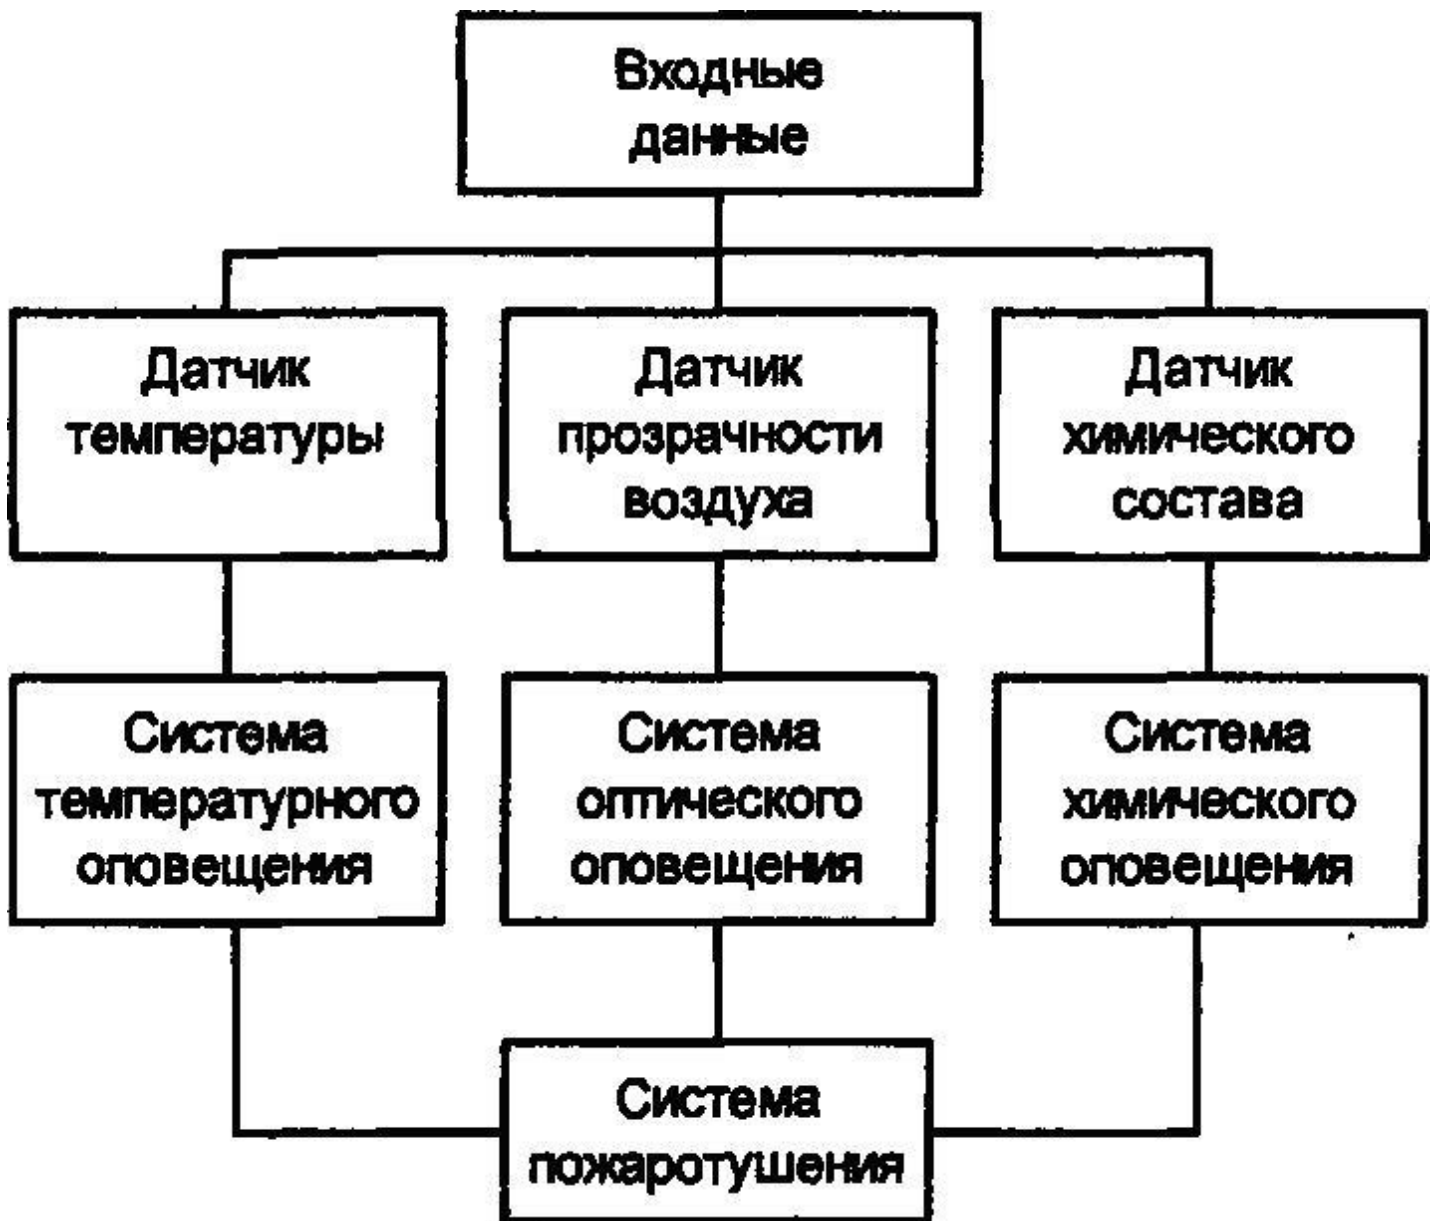 Входные
данные
Датчик
температуры
Датчик
прозрачности
воздуха
Датчик
химического
состава
Система
температурного
оповещения
Система
оптического
оповещения
Система
химического
оповещения
Система
пожаротушения